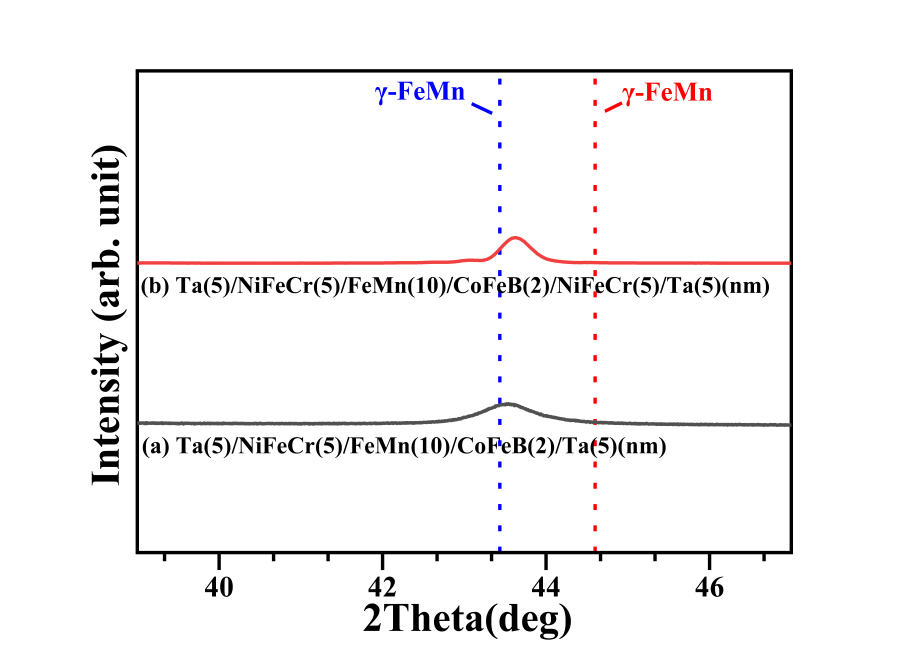 γ-FeMn
γ-FeMn
Intensity (arb. unit)
(b) Ta(5)/NiFeCr(5)/FeMn(10)/CoFeB(2)/NiFeCr(5)/Ta(5)(nm)
(a) Ta(5)/NiFeCr(5)/FeMn(10)/CoFeB(2)/Ta(5)(nm)
40 42 44 46
2Theta(deg)